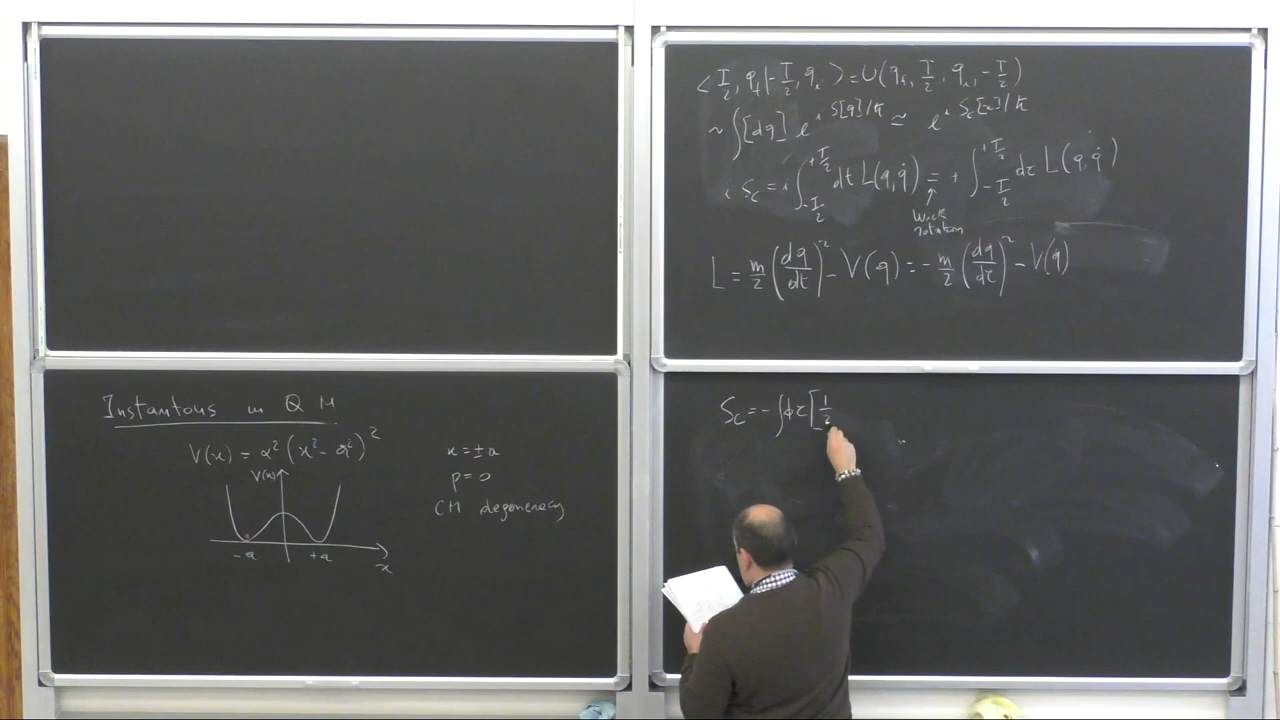 Instantons in QM
V(x) = α² (x² - a²)²
V(x)
-a +a
x
x = ±a
p = 0
CM degeneracy
< T/2, q_f | -T/2, q_i > = U(q_f, T/2, q_i, -T/2)
~ ∫[dq] e^{i S[q]/ħ} ≃ e^{i S_c[x]/ħ}
i S_c = i ∫_{-T/2}^{+T/2} dt L(q, q̇) = + ∫_{-T/2}^{+T/2} dτ L(q, q̇)
↑
Wick
rotation
L = m/2 (dq/dt)² - V(q) = - m/2 (dq/dτ)² - V(q)
S_c = - ∫ dτ [ 1/2